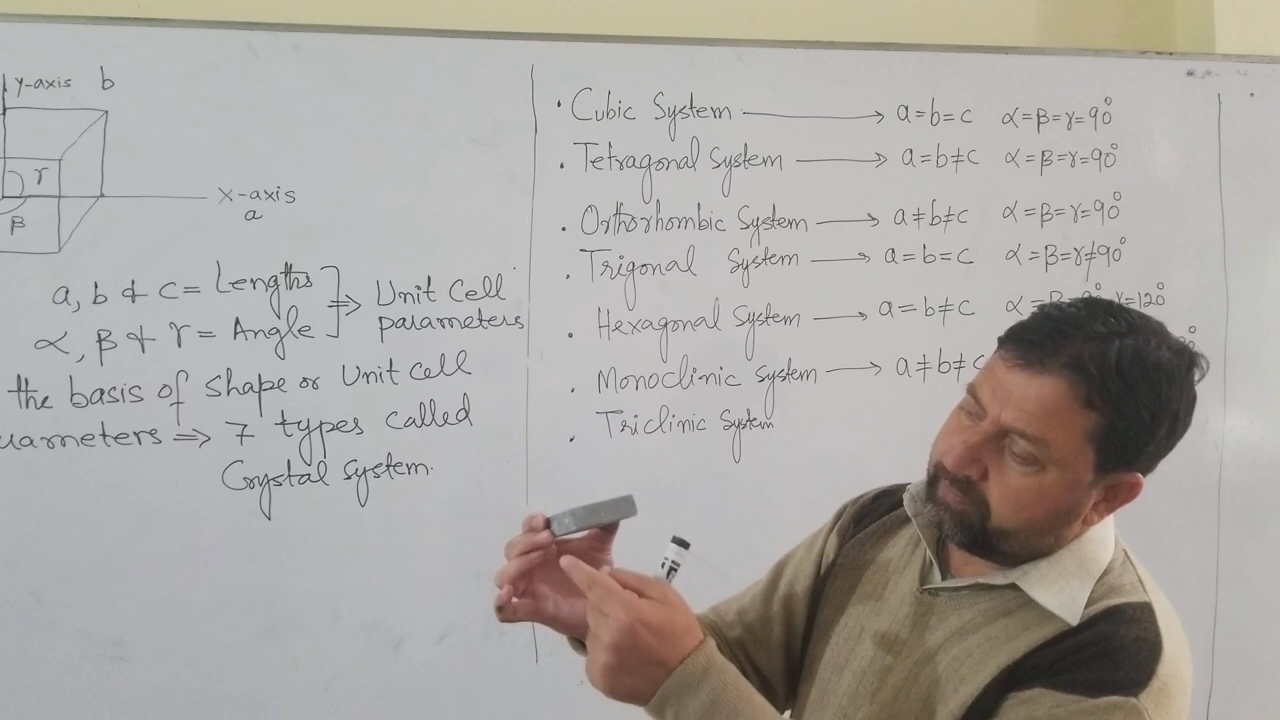 y-axis b
γ
x-axis
a
β
a, b & c = Lengths
α, β & γ = Angle
Unit Cell
parameters
the basis of shape or Unit cell
⇒ 7 types called
Crystal system.
• Cubic System → a=b=c α=β=γ=90°
• Tetragonal System → a=b≠c α=β=γ=90°
• Orthorhombic System → a≠b≠c α=β=γ=90°
• Trigonal System → a=b=c α=β=γ≠90°
• Hexagonal System → a=b≠c α=β= γ=120°
• Monoclinic System → a≠b≠c
• Triclinic System